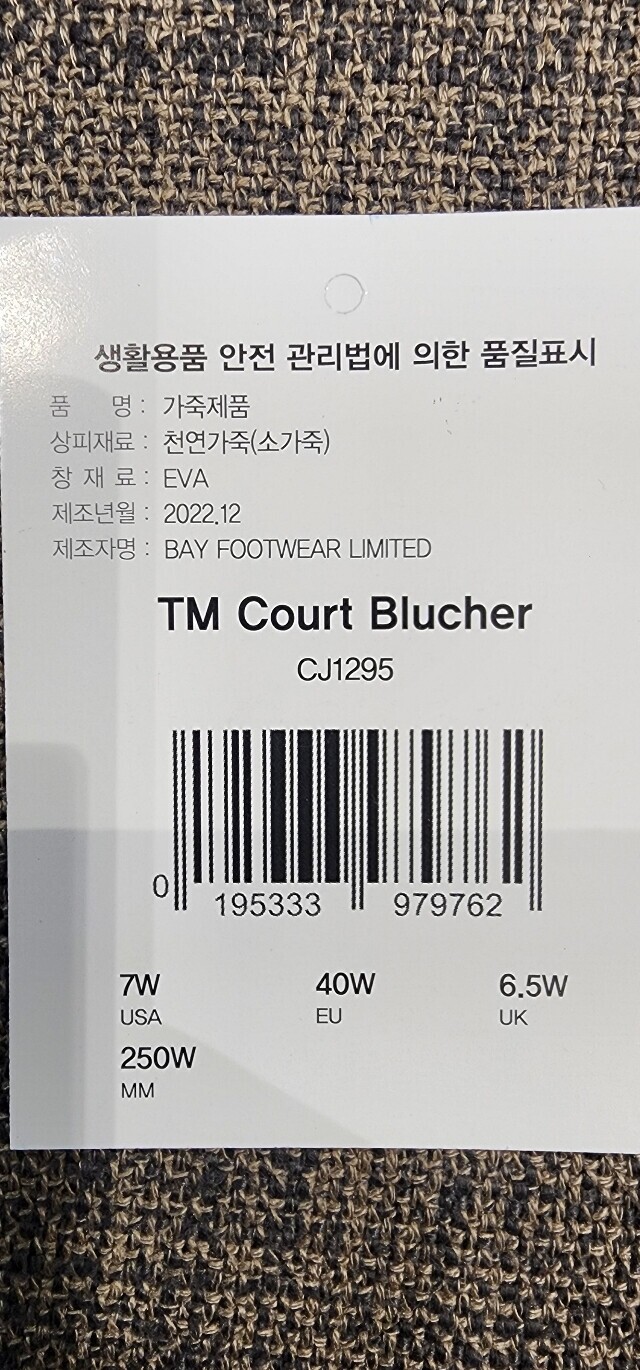 생활용품 안전 관리법에 의한 품질표시
품 명 : 가죽제품
상피재료 : 천연가죽(소가죽)
창 재 료 : EVA
제조년월 : 2022.12
제조자명 : BAY FOOTWEAR LIMITED
TM Court Blucher
CJ1295
0 195333 979762
7W 40W 6.5W
USA EU UK
250W
MM